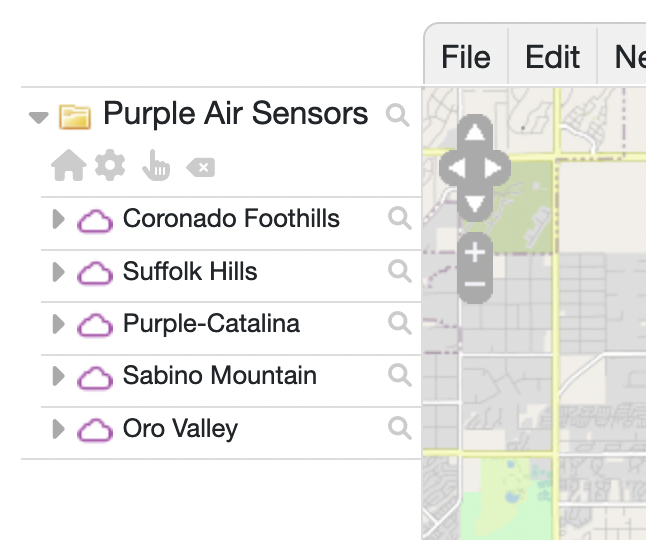 File Edit Ne
Purple Air Sensors
Coronado Foothills
Suffolk Hills
Purple-Catalina
Sabino Mountain
Oro Valley